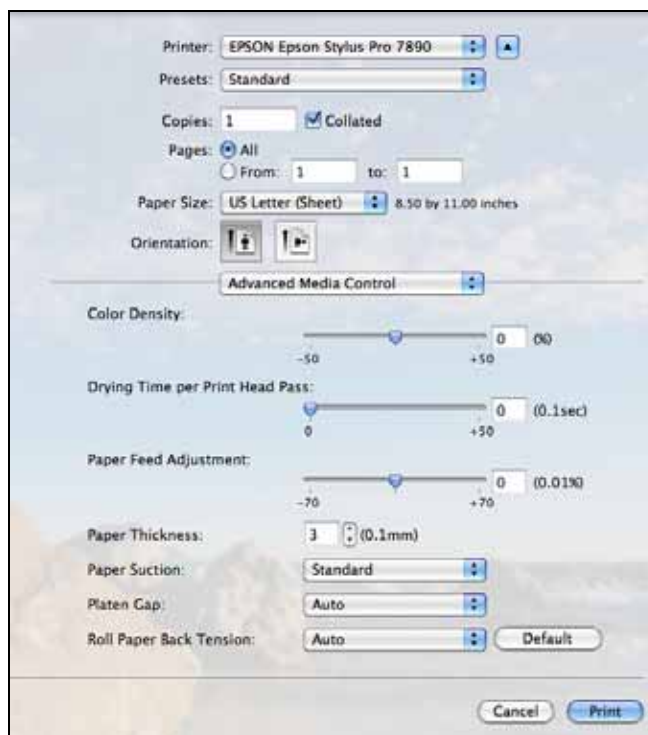 Printer: EPSON Epson Stylus Pro 7890
Presets: Standard
Copies: 1 Collated
Pages: All
From: 1 to: 1
Paper Size: US Letter (Sheet) 8.50 by 11.00 inches
Orientation:
Advanced Media Control
Color Density:
0 (%)
-50 +50
Drying Time per Print Head Pass:
0 (0.1sec)
0 +50
Paper Feed Adjustment:
0 (0.01%)
-70 +70
Paper Thickness: 3 (0.1mm)
Paper Suction: Standard
Platen Gap: Auto
Roll Paper Back Tension: Auto Default
Cancel Print